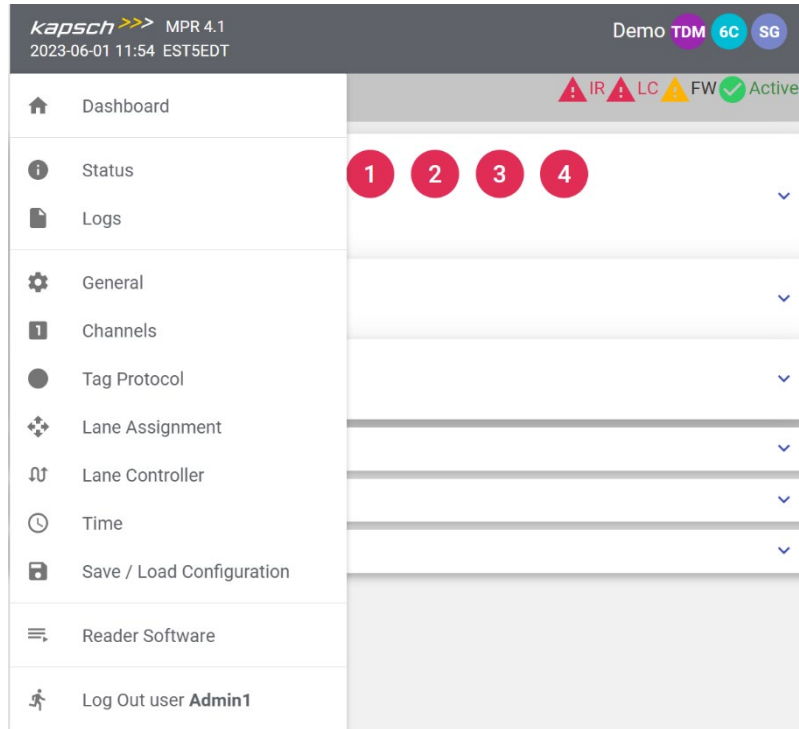 kapsch >>> MPR 4.1
2023-06-01 11:54 EST5EDT
Demo TDM 6C SG
IR LC FW Active
Dashboard
Status
Logs
1 2 3 4
General
1 Channels
Tag Protocol
Lane Assignment
Lane Controller
Time
Save / Load Configuration
Reader Software
Log Out user Admin1